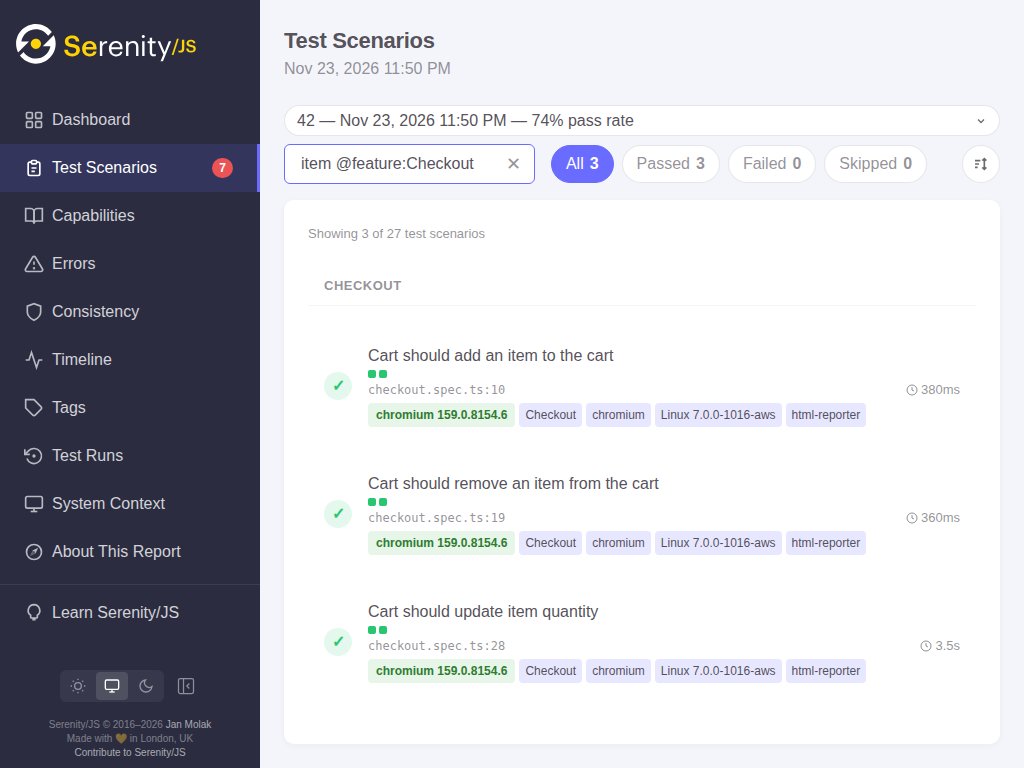 Serenity/JS
Dashboard
Test Scenarios 7
Capabilities
Errors
Consistency
Timeline
Tags
Test Runs
System Context
About This Report
Learn Serenity/JS
Serenity/JS © 2016–2026 Jan Molak
Made with 💛 in London, UK
Contribute to Serenity/JS
Test Scenarios
Nov 23, 2026 11:50 PM
42 — Nov 23, 2026 11:50 PM — 74% pass rate
item @feature:Checkout ✕ All 3 Passed 3 Failed 0 Skipped 0
Showing 3 of 27 test scenarios
CHECKOUT
Cart should add an item to the cart
checkout.spec.ts:10 380ms
chromium 159.0.8154.6 Checkout chromium Linux 7.0.0-1016-aws html-reporter
Cart should remove an item from the cart
checkout.spec.ts:19 360ms
chromium 159.0.8154.6 Checkout chromium Linux 7.0.0-1016-aws html-reporter
Cart should update item quantity
checkout.spec.ts:28 3.5s
chromium 159.0.8154.6 Checkout chromium Linux 7.0.0-1016-aws html-reporter